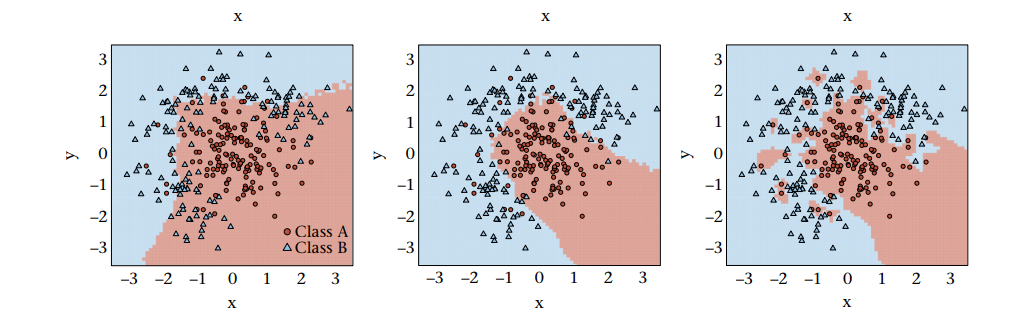 x x x
3 3 3
2 2 2
1 1 1
y 0 y 0 y 0
−1 −1 −1
−2 −2 −2
Class A
−3 Class B −3 −3
−3 −2 −1 0 1 2 3 −3 −2 −1 0 1 2 3 −3 −2 −1 0 1 2 3
x x x